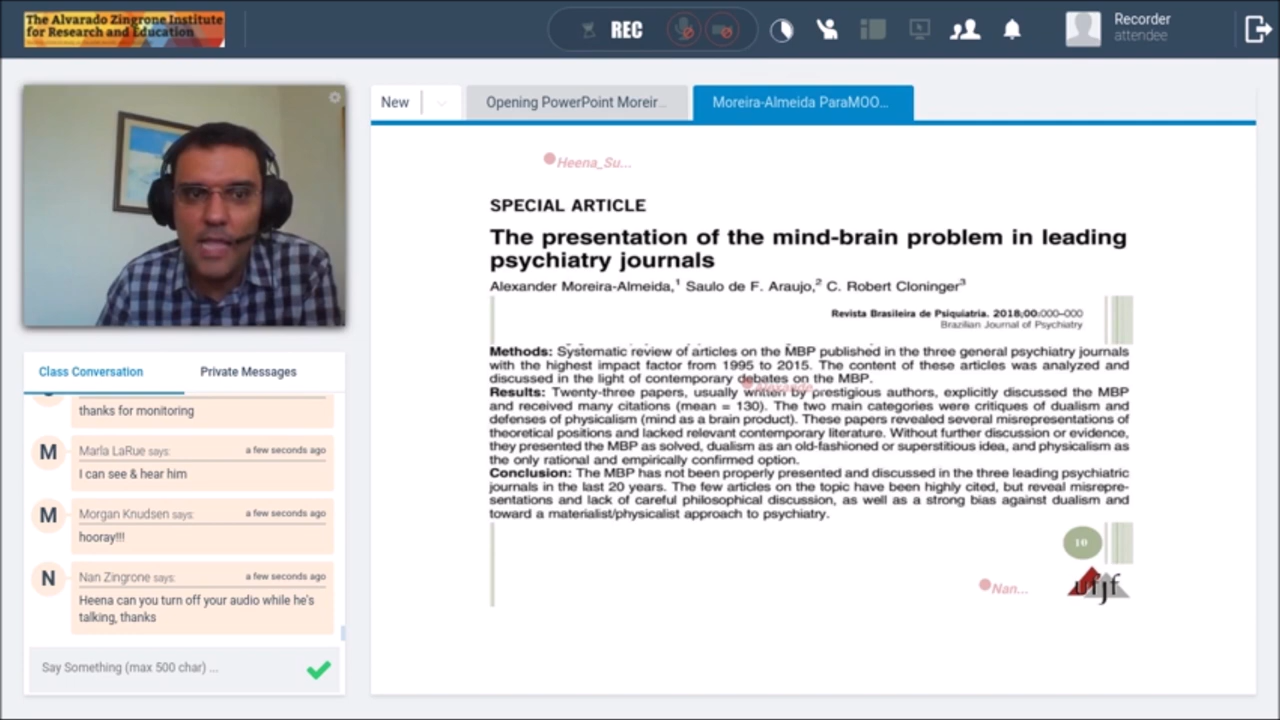 The Alvarado Zingrone Institute
for Research and Education
REC
Recorder
attendee
New
Opening PowerPoint Moreir...
Moreira-Almeida ParaMOO...
Heena_Su...
SPECIAL ARTICLE
The presentation of the mind-brain problem in leading
psychiatry journals
Alexander Moreira-Almeida,¹ Saulo de F. Araujo,² C. Robert Cloninger³
Revista Brasileira de Psiquiatria. 2018;00:000–000
Brazilian Journal of Psychiatry
Methods: Systematic review of articles on the MBP published in the three general psychiatry journals
with the highest impact factor from 1995 to 2015. The content of these articles was analyzed and
discussed in the light of contemporary debates on the MBP.
Results: Twenty-three papers, usually written by prestigious authors, explicitly discussed the MBP
and received many citations (mean = 130). The two main categories were critiques of dualism and
defenses of physicalism (mind as a brain product). These papers revealed several misrepresentations of
theoretical positions and lacked relevant contemporary literature. Without further discussion or evidence,
they presented the MBP as solved, dualism as an old-fashioned or superstitious idea, and physicalism as
the only rational and empirically confirmed option.
Conclusion: The MBP has not been properly presented and discussed in the three leading psychiatric
journals in the last 20 years. The few articles on the topic have been highly cited, but reveal misrepre-
sentations and lack of careful philosophical discussion, as well as a strong bias against dualism and
toward a materialist/physicalist approach to psychiatry.
10
Nan...
ufjf
Class Conversation
Private Messages
thanks for monitoring
M
Marla LaRue says:
a few seconds ago
I can see & hear him
M
Morgan Knudsen says:
a few seconds ago
hooray!!!
N
Nan Zingrone says:
a few seconds ago
Heena can you turn off your audio while he's
talking, thanks
Say Something (max 500 char) ...